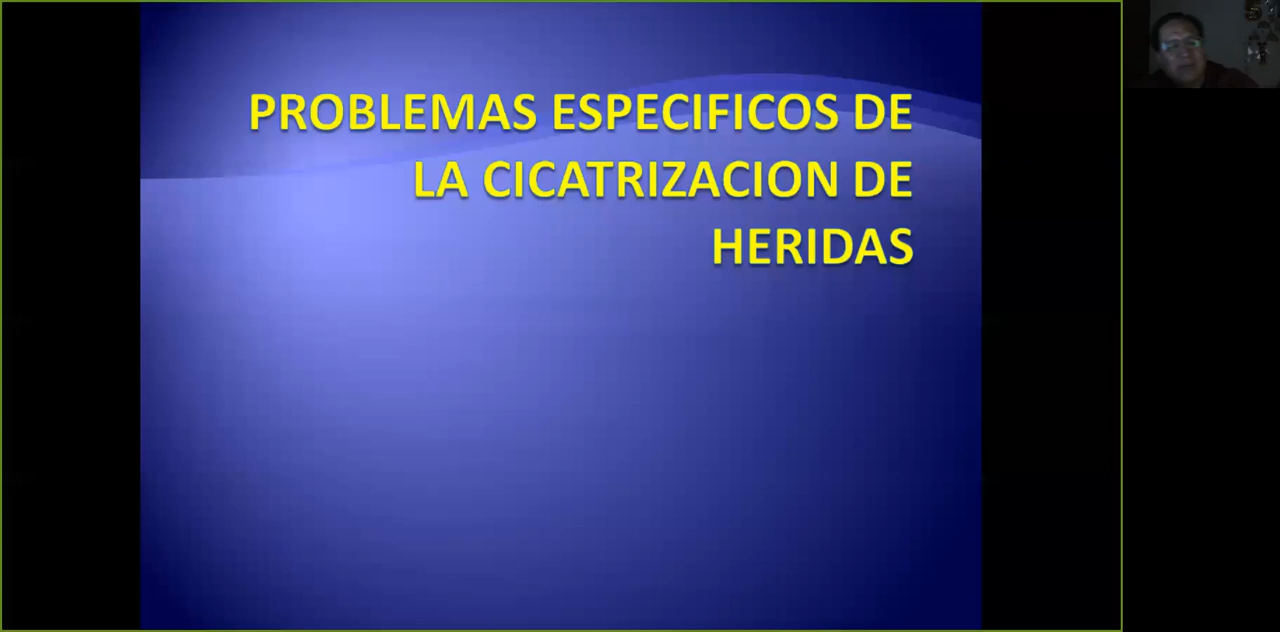 PROBLEMAS ESPECIFICOS DE
LA CICATRIZACION DE
HERIDAS